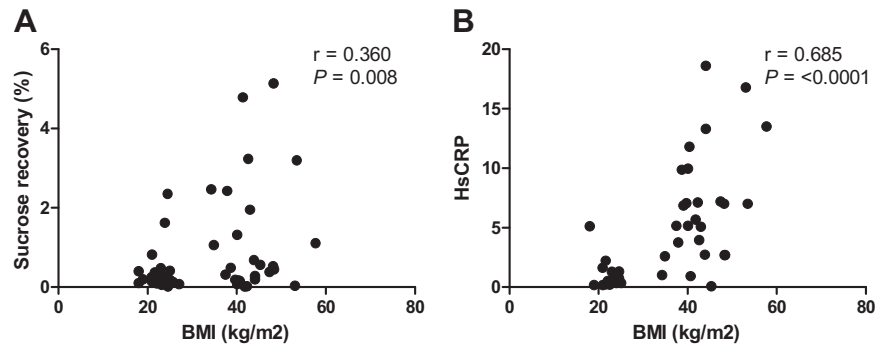 A
r = 0.360
P = 0.008
Sucrose recovery (%)
6
4
2
0
0 20 40 60 80
BMI (kg/m2)
B
r = 0.685
P = <0.0001
HsCRP
20
15
10
5
0
0 20 40 60 80
BMI (kg/m2)